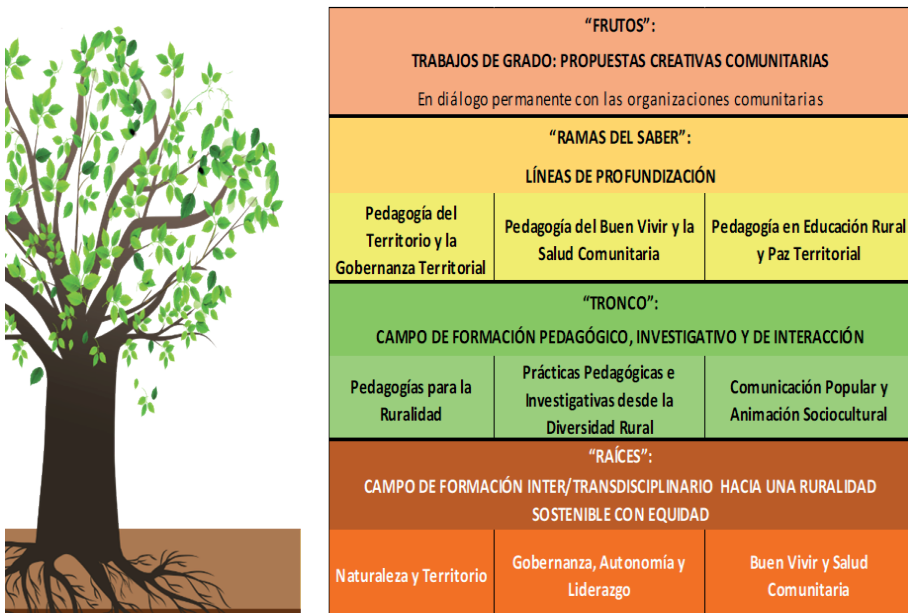 “FRUTOS”:
TRABAJOS DE GRADO: PROPUESTAS CREATIVAS COMUNITARIAS
En diálogo permanente con las organizaciones comunitarias
“RAMAS DEL SABER”:
LÍNEAS DE PROFUNDIZACIÓN
Pedagogía del
Territorio y la
Gobernanza Territorial
Pedagogía del Buen Vivir y la
Salud Comunitaria
Pedagogía en Educación Rural
y Paz Territorial
“TRONCO”:
CAMPO DE FORMACIÓN PEDAGÓGICO, INVESTIGATIVO Y DE INTERACCIÓN
Pedagogías para la
Ruralidad
Prácticas Pedagógicas e
Investigativas desde la
Diversidad Rural
Comunicación Popular y
Animación Sociocultural
“RAÍCES”:
CAMPO DE FORMACIÓN INTER/TRANSDISCIPLINARIO HACIA UNA RURALIDAD
SOSTENIBLE CON EQUIDAD
Naturaleza y Territorio
Gobernanza, Autonomía y
Liderazgo
Buen Vivir y Salud
Comunitaria